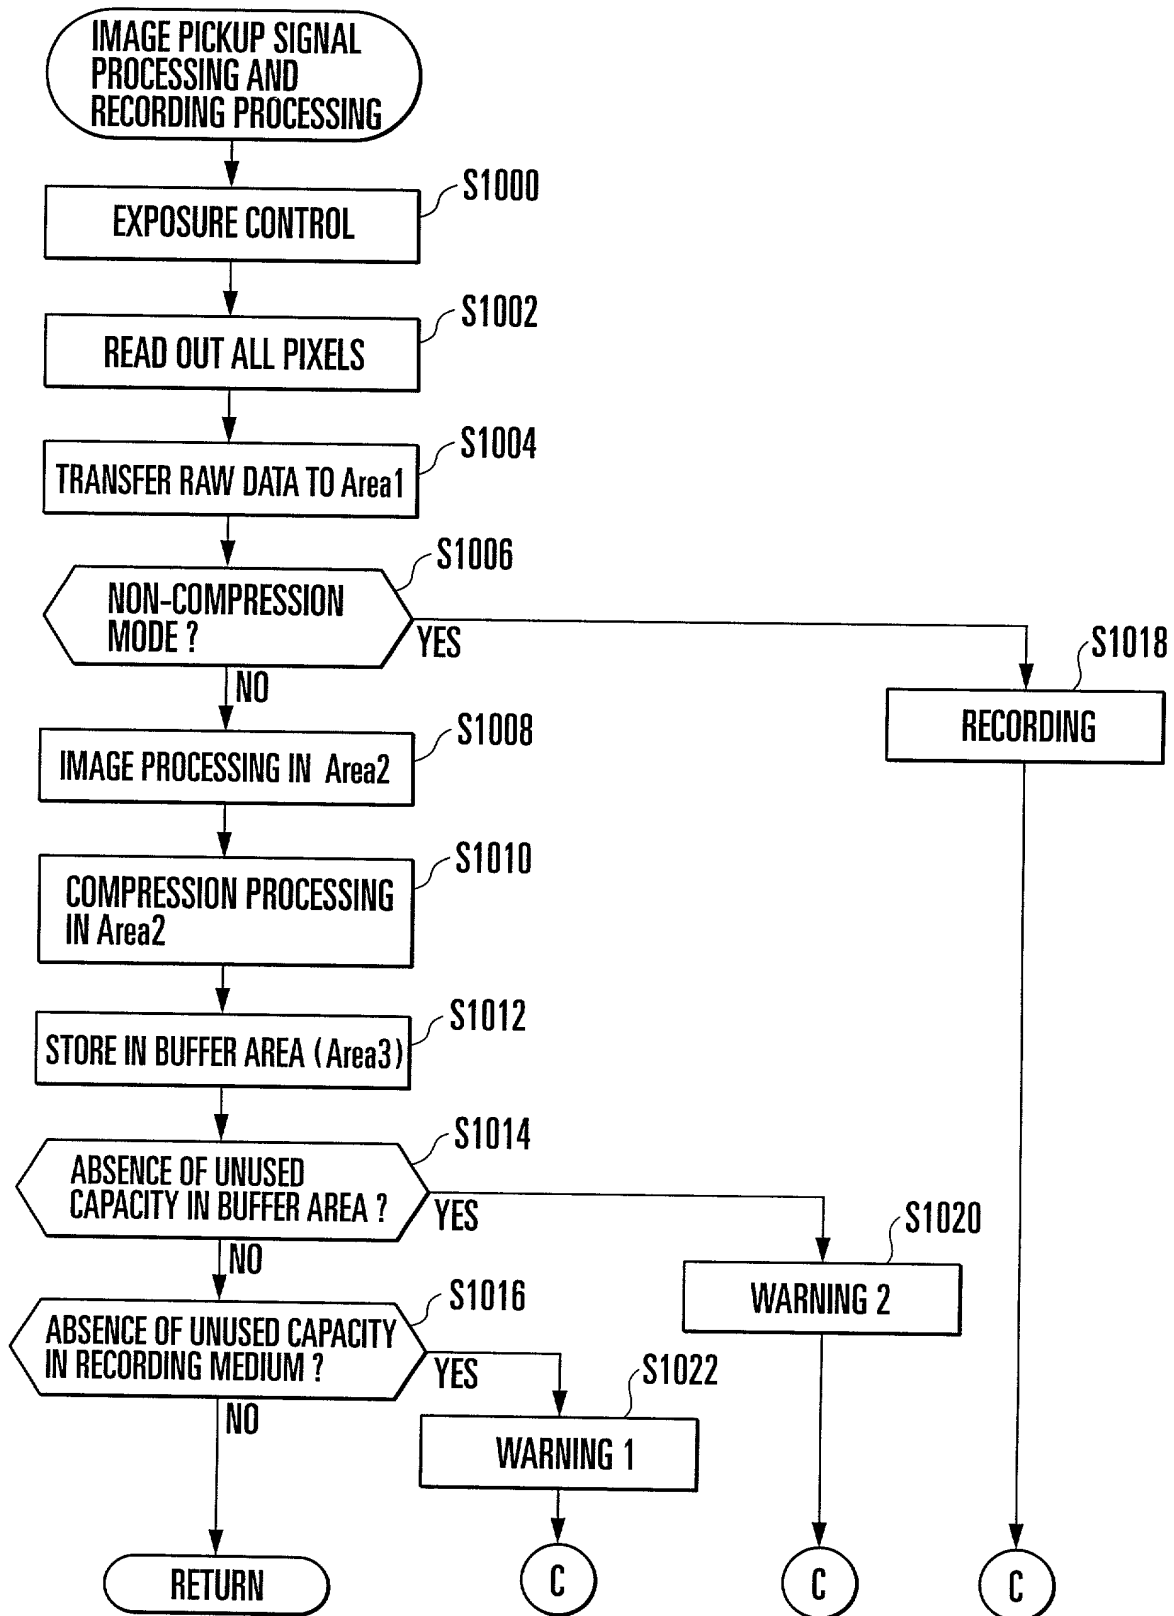 IMAGE PICKUP SIGNAL
PROCESSING AND
RECORDING PROCESSING
S1000
EXPOSURE CONTROL
S1002
READ OUT ALL PIXELS
S1004
TRANSFER RAW DATA TO Area1
S1006
NON-COMPRESSION
MODE ?
YES
NO
S1018
RECORDING
S1008
IMAGE PROCESSING IN Area2
S1010
COMPRESSION PROCESSING
IN Area2
S1012
STORE IN BUFFER AREA (Area3)
S1014
ABSENCE OF UNUSED
CAPACITY IN BUFFER AREA ?
YES
NO
S1020
WARNING 2
S1016
ABSENCE OF UNUSED CAPACITY
IN RECORDING MEDIUM ?
YES
NO
S1022
WARNING 1
RETURN
C
C
C